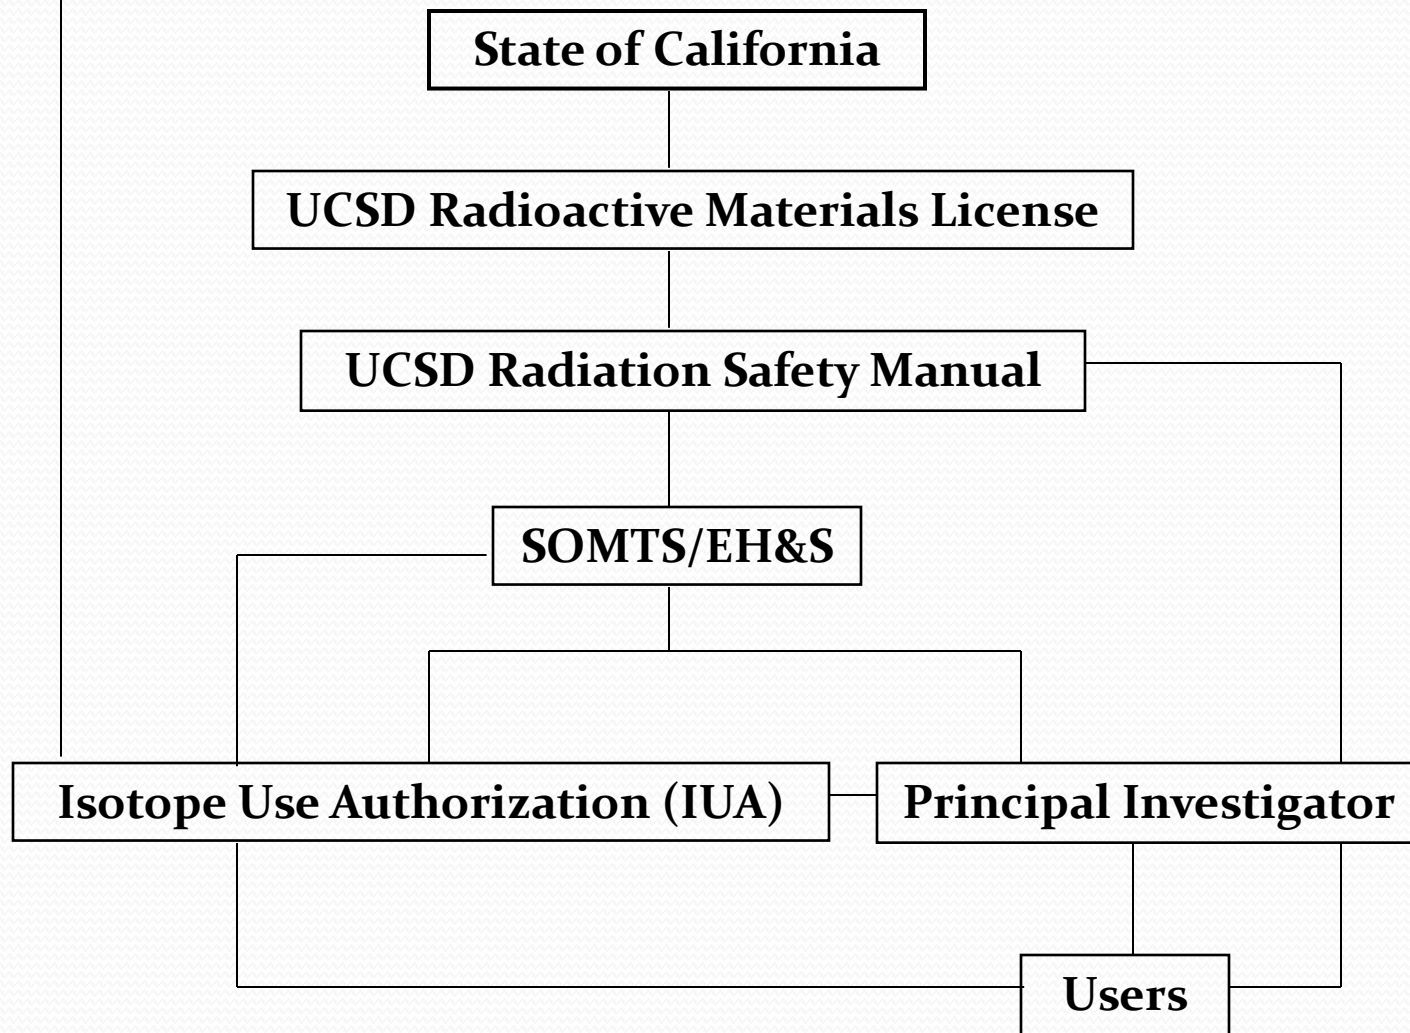 State of California
UCSD Radioactive Materials License
UCSD Radiation Safety Manual
SOMTS/EH&S
Isotope Use Authorization (IUA)
Principal Investigator
Users